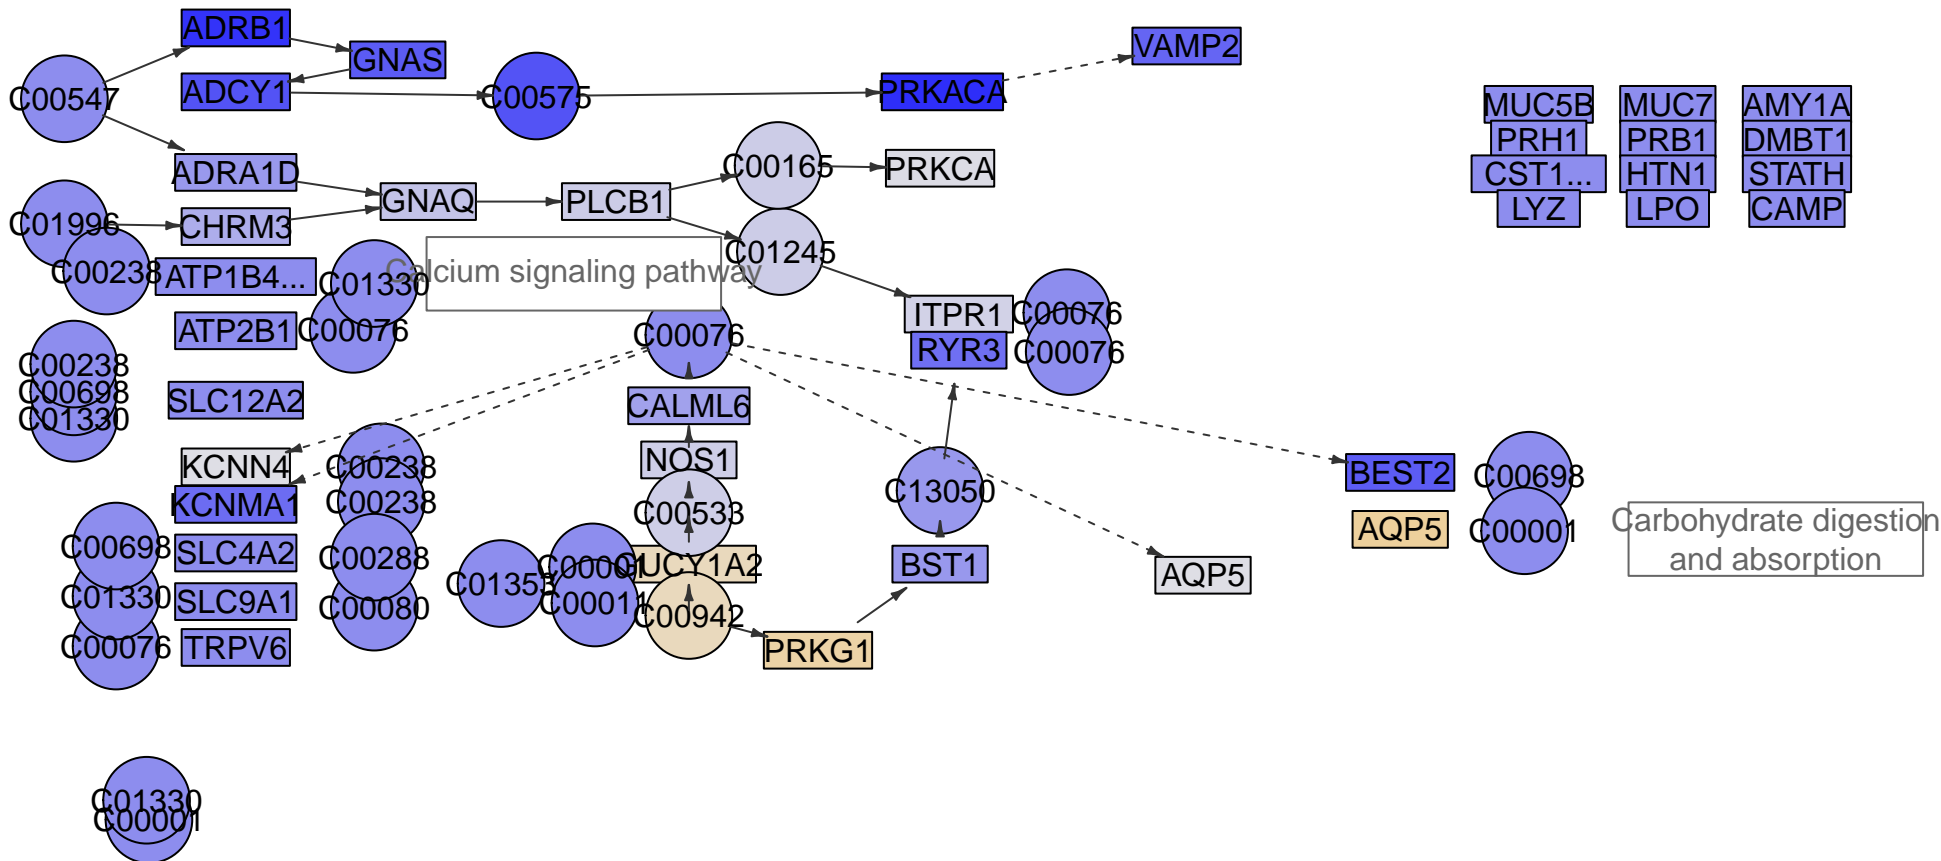 ADRB1
GNAS
VAMP2
C00547
ADCY1
C00575
PRKACA
MUC5B
MUC7
AMY1A
PRH1
PRB1
DMBT1
ADRA1D
C00165
PRKCA
CST1...
HTN1
STATH
GNAQ
PLCB1
LYZ
LPO
CAMP
C01996
CHRM3
C01245
C00238
ATP1B4...
C01330
Calcium signaling pathway
ATP2B1
C00076
C00076
ITPR1
C00076
RYR3
C00076
C00238
C00698
C01330
SLC12A2
CALML6
KCNN4
C00238
NOS1
KCNMA1
C00238
C00533
C13050
BEST2
C00698
AQP5
C00001
Carbohydrate digestion
and absorption
C00698
SLC4A2
C00288
C01353
C00001
GUCY1A2
BST1
AQP5
C01330
SLC9A1
C00080
C00011
C00942
C00076
TRPV6
PRKG1
C01330
C00001